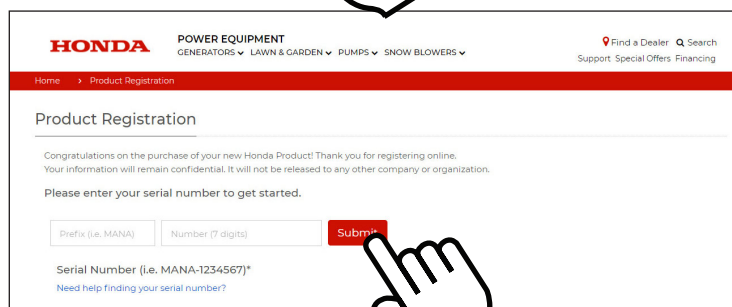 HONDA
POWER EQUIPMENT
GENERATORS LAWN & GARDEN PUMPS SNOW BLOWERS
Find a Dealer Search
Support Special Offers Financing
Home > Product Registration
Product Registration
Congratulations on the purchase of your new Honda Product! Thank you for registering online.
Your information will remain confidential. It will not be released to any other company or organization.
Please enter your serial number to get started.
Prefix (i.e. MANA) Number (7 digits) Submit
Serial Number (i.e. MANA-1234567)*
Need help finding your serial number?